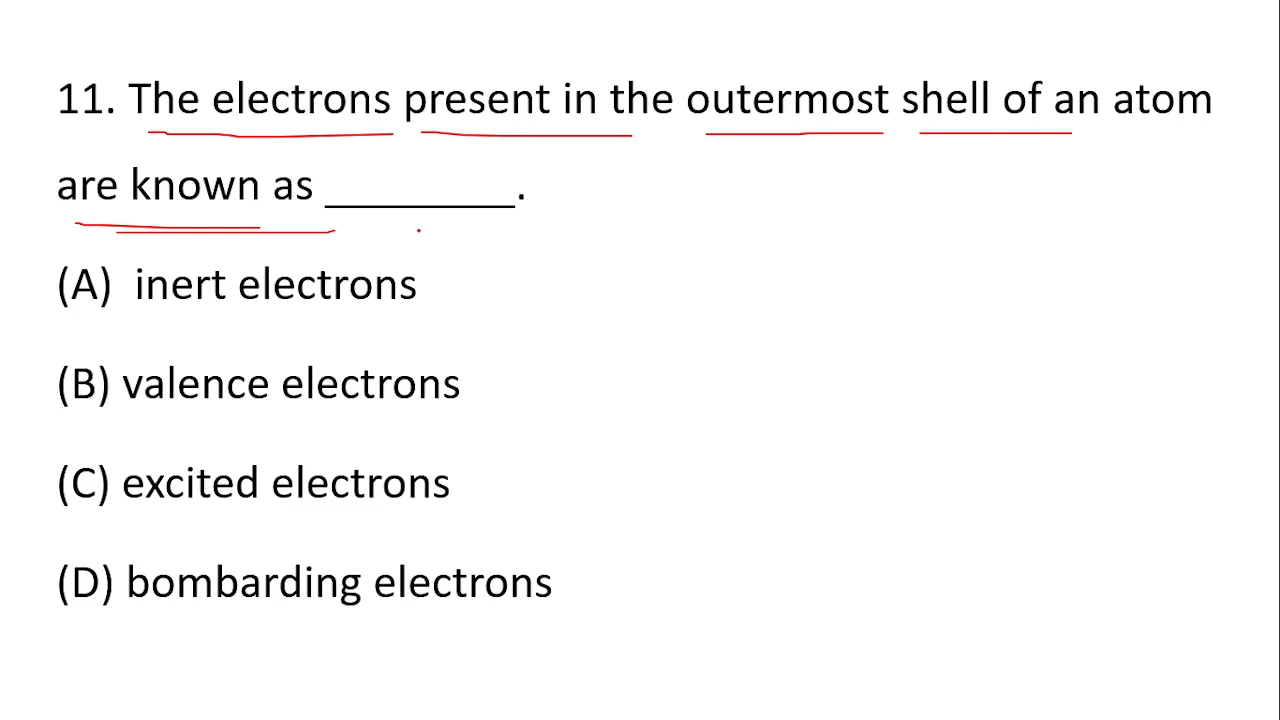 11. The electrons present in the outermost shell of an atom
are known as ________.
(A) inert electrons
(B) valence electrons
(C) excited electrons
(D) bombarding electrons